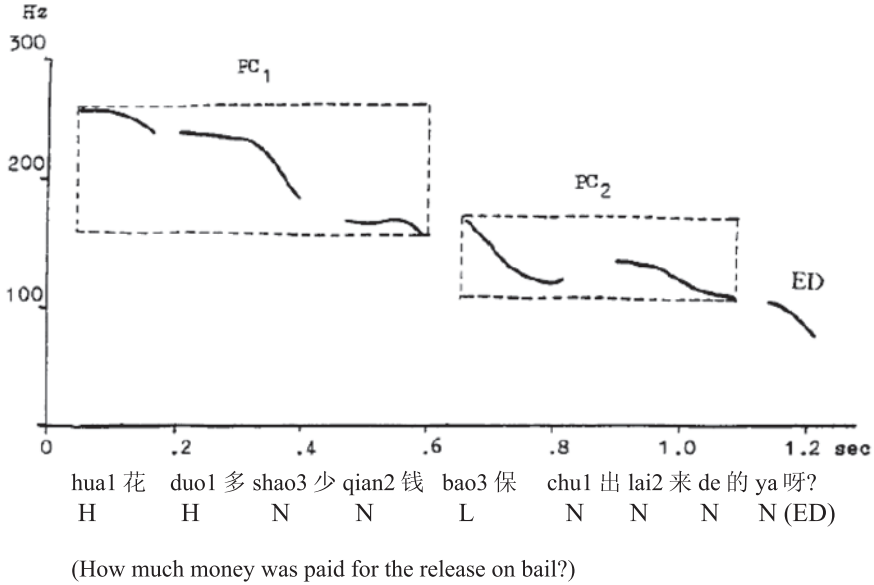 Hz
300
PC1
200
PC2
100
ED
0 .2 .4 .6 .8 1.0 1.2 sec
hua1 花 duo1 多 shao3 少 qian2 钱 bao3 保 chu1 出 lai2 来 de 的 ya 呀?
H H N N L N N N N (ED)
(How much money was paid for the release on bail?)